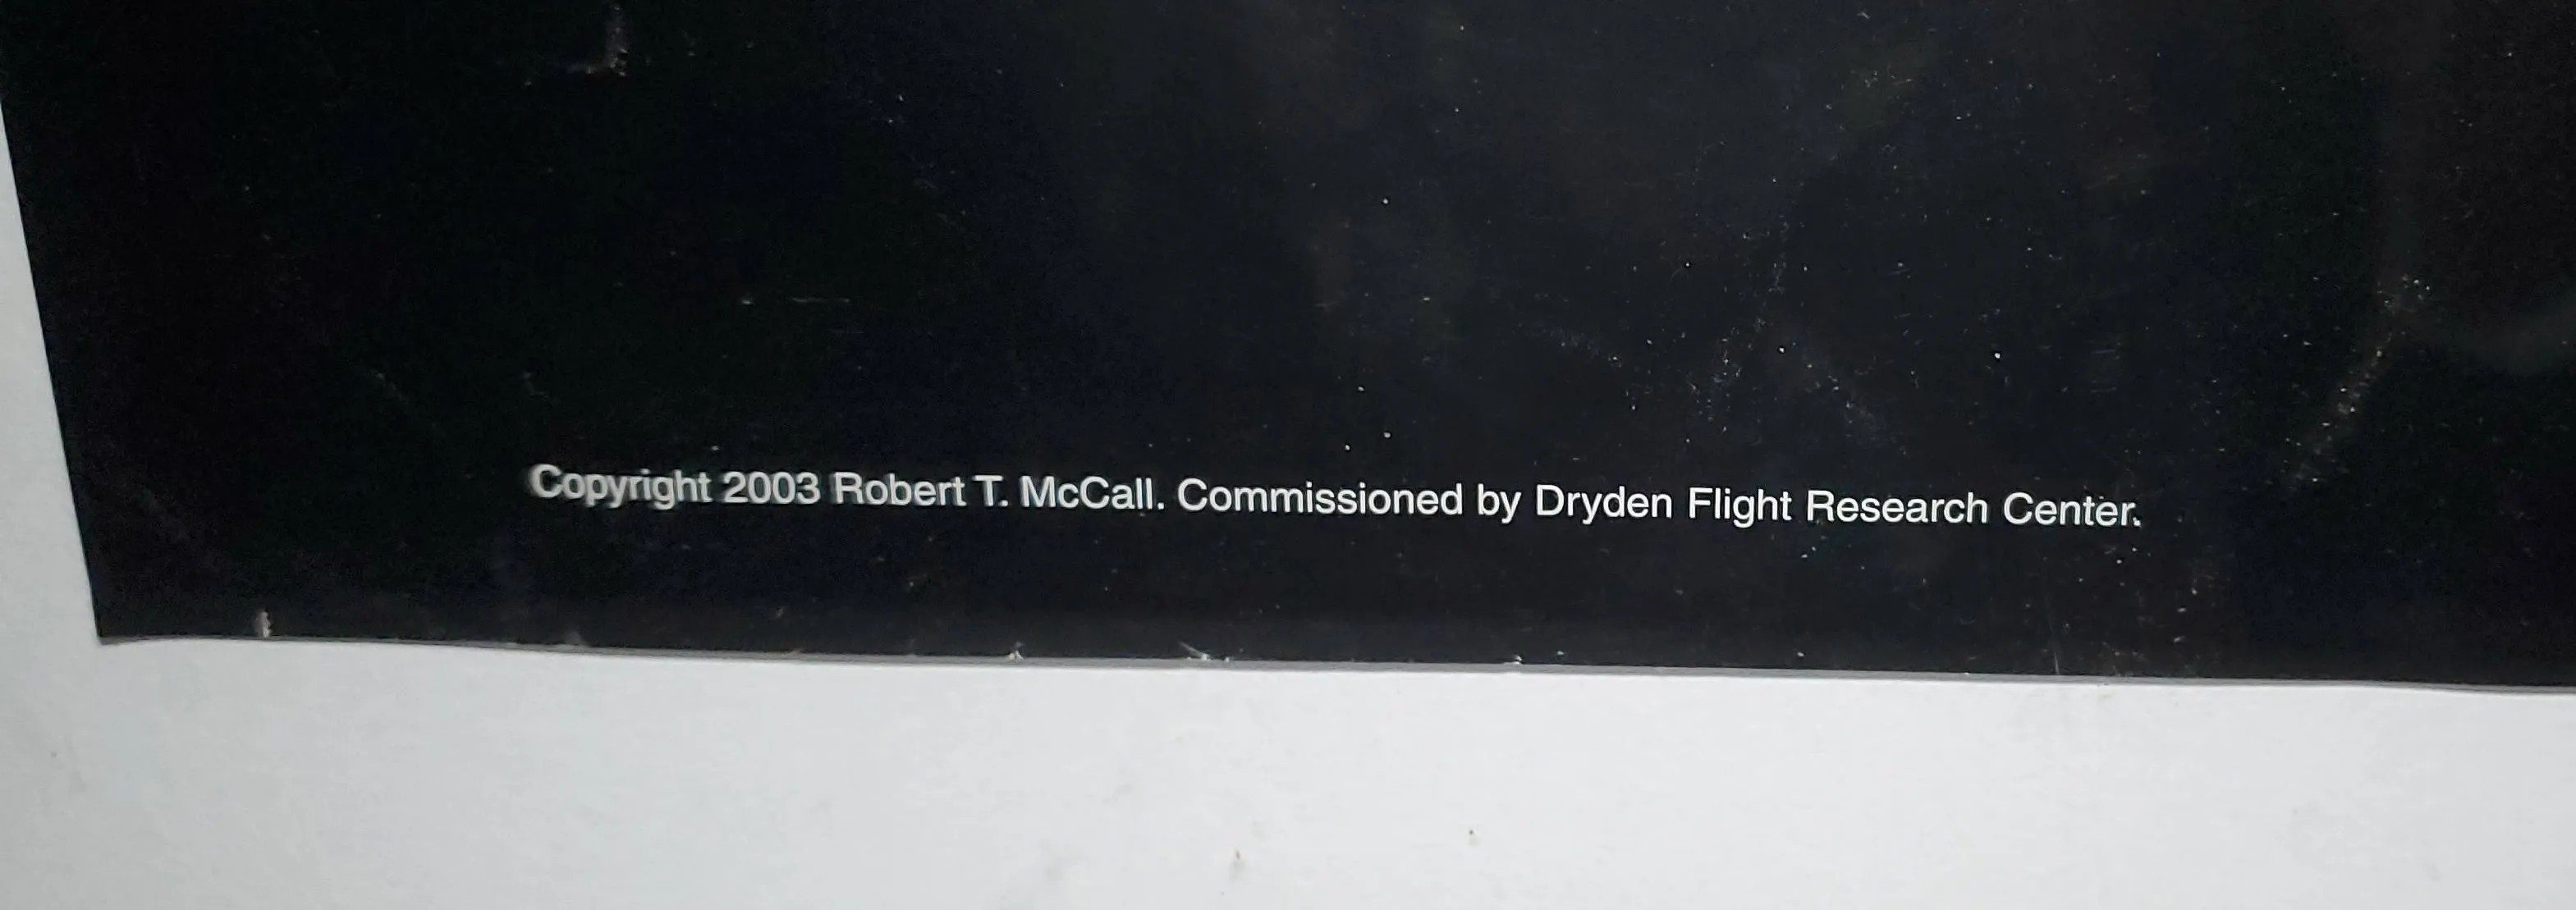 Copyright 2003 Robert T. McCall. Commissioned by Dryden Flight Research Center.